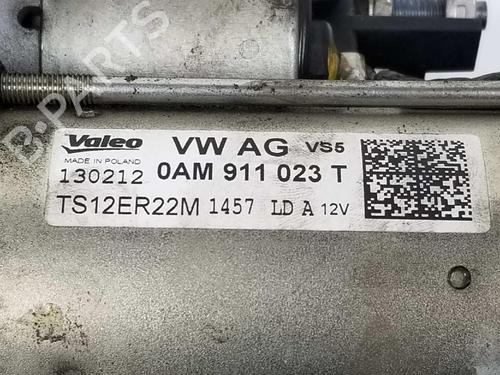 B-PARTS
Valeo VW AG VS5
MADE IN POLAND
130212 0AM 911 023 T
TS12ER22M 1457 LD A 12V